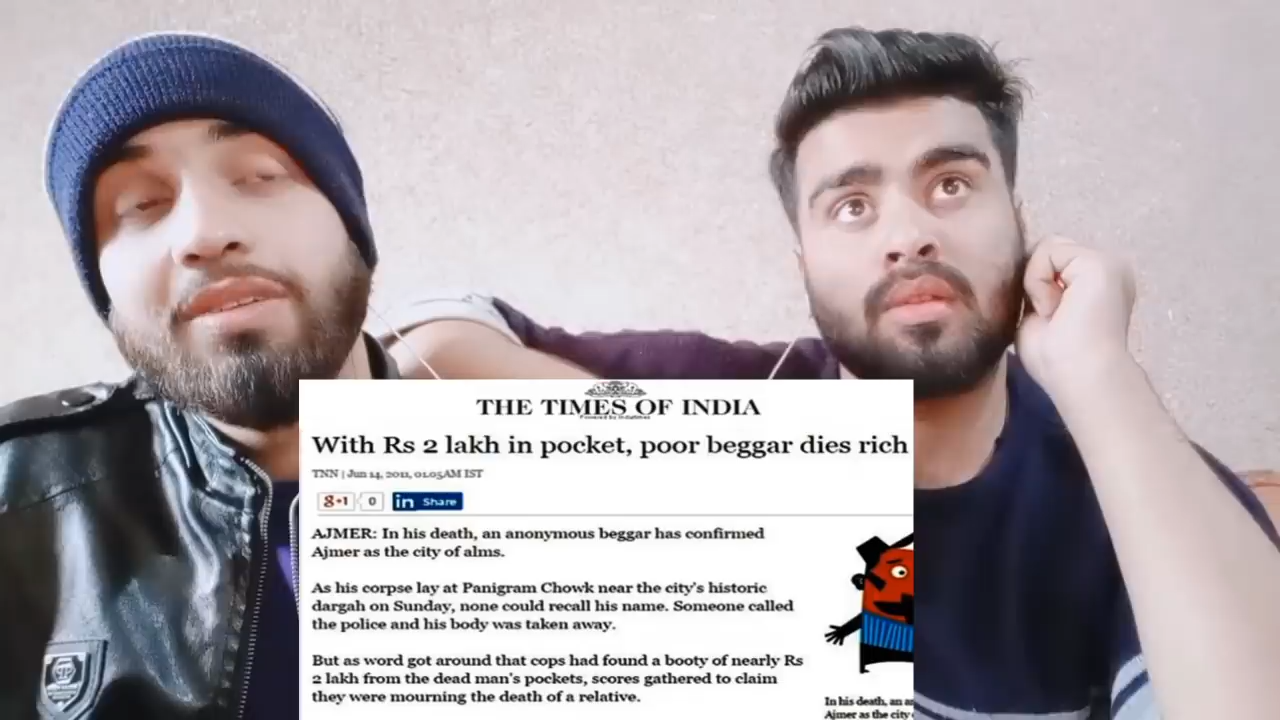 THE TIMES OF INDIA
With Rs 2 lakh in pocket, poor beggar dies rich
TNN | Jun 14, 2011, 01.05AM IST
g+1 0 in Share
AJMER: In his death, an anonymous beggar has confirmed
Ajmer as the city of alms.
As his corpse lay at Panigram Chowk near the city's historic
dargah on Sunday, none could recall his name. Someone called
the police and his body was taken away.
But as word got around that cops had found a booty of nearly Rs
2 lakh from the dead man's pockets, scores gathered to claim
they were mourning the death of a relative.
In his death, an
Ajmer as the city